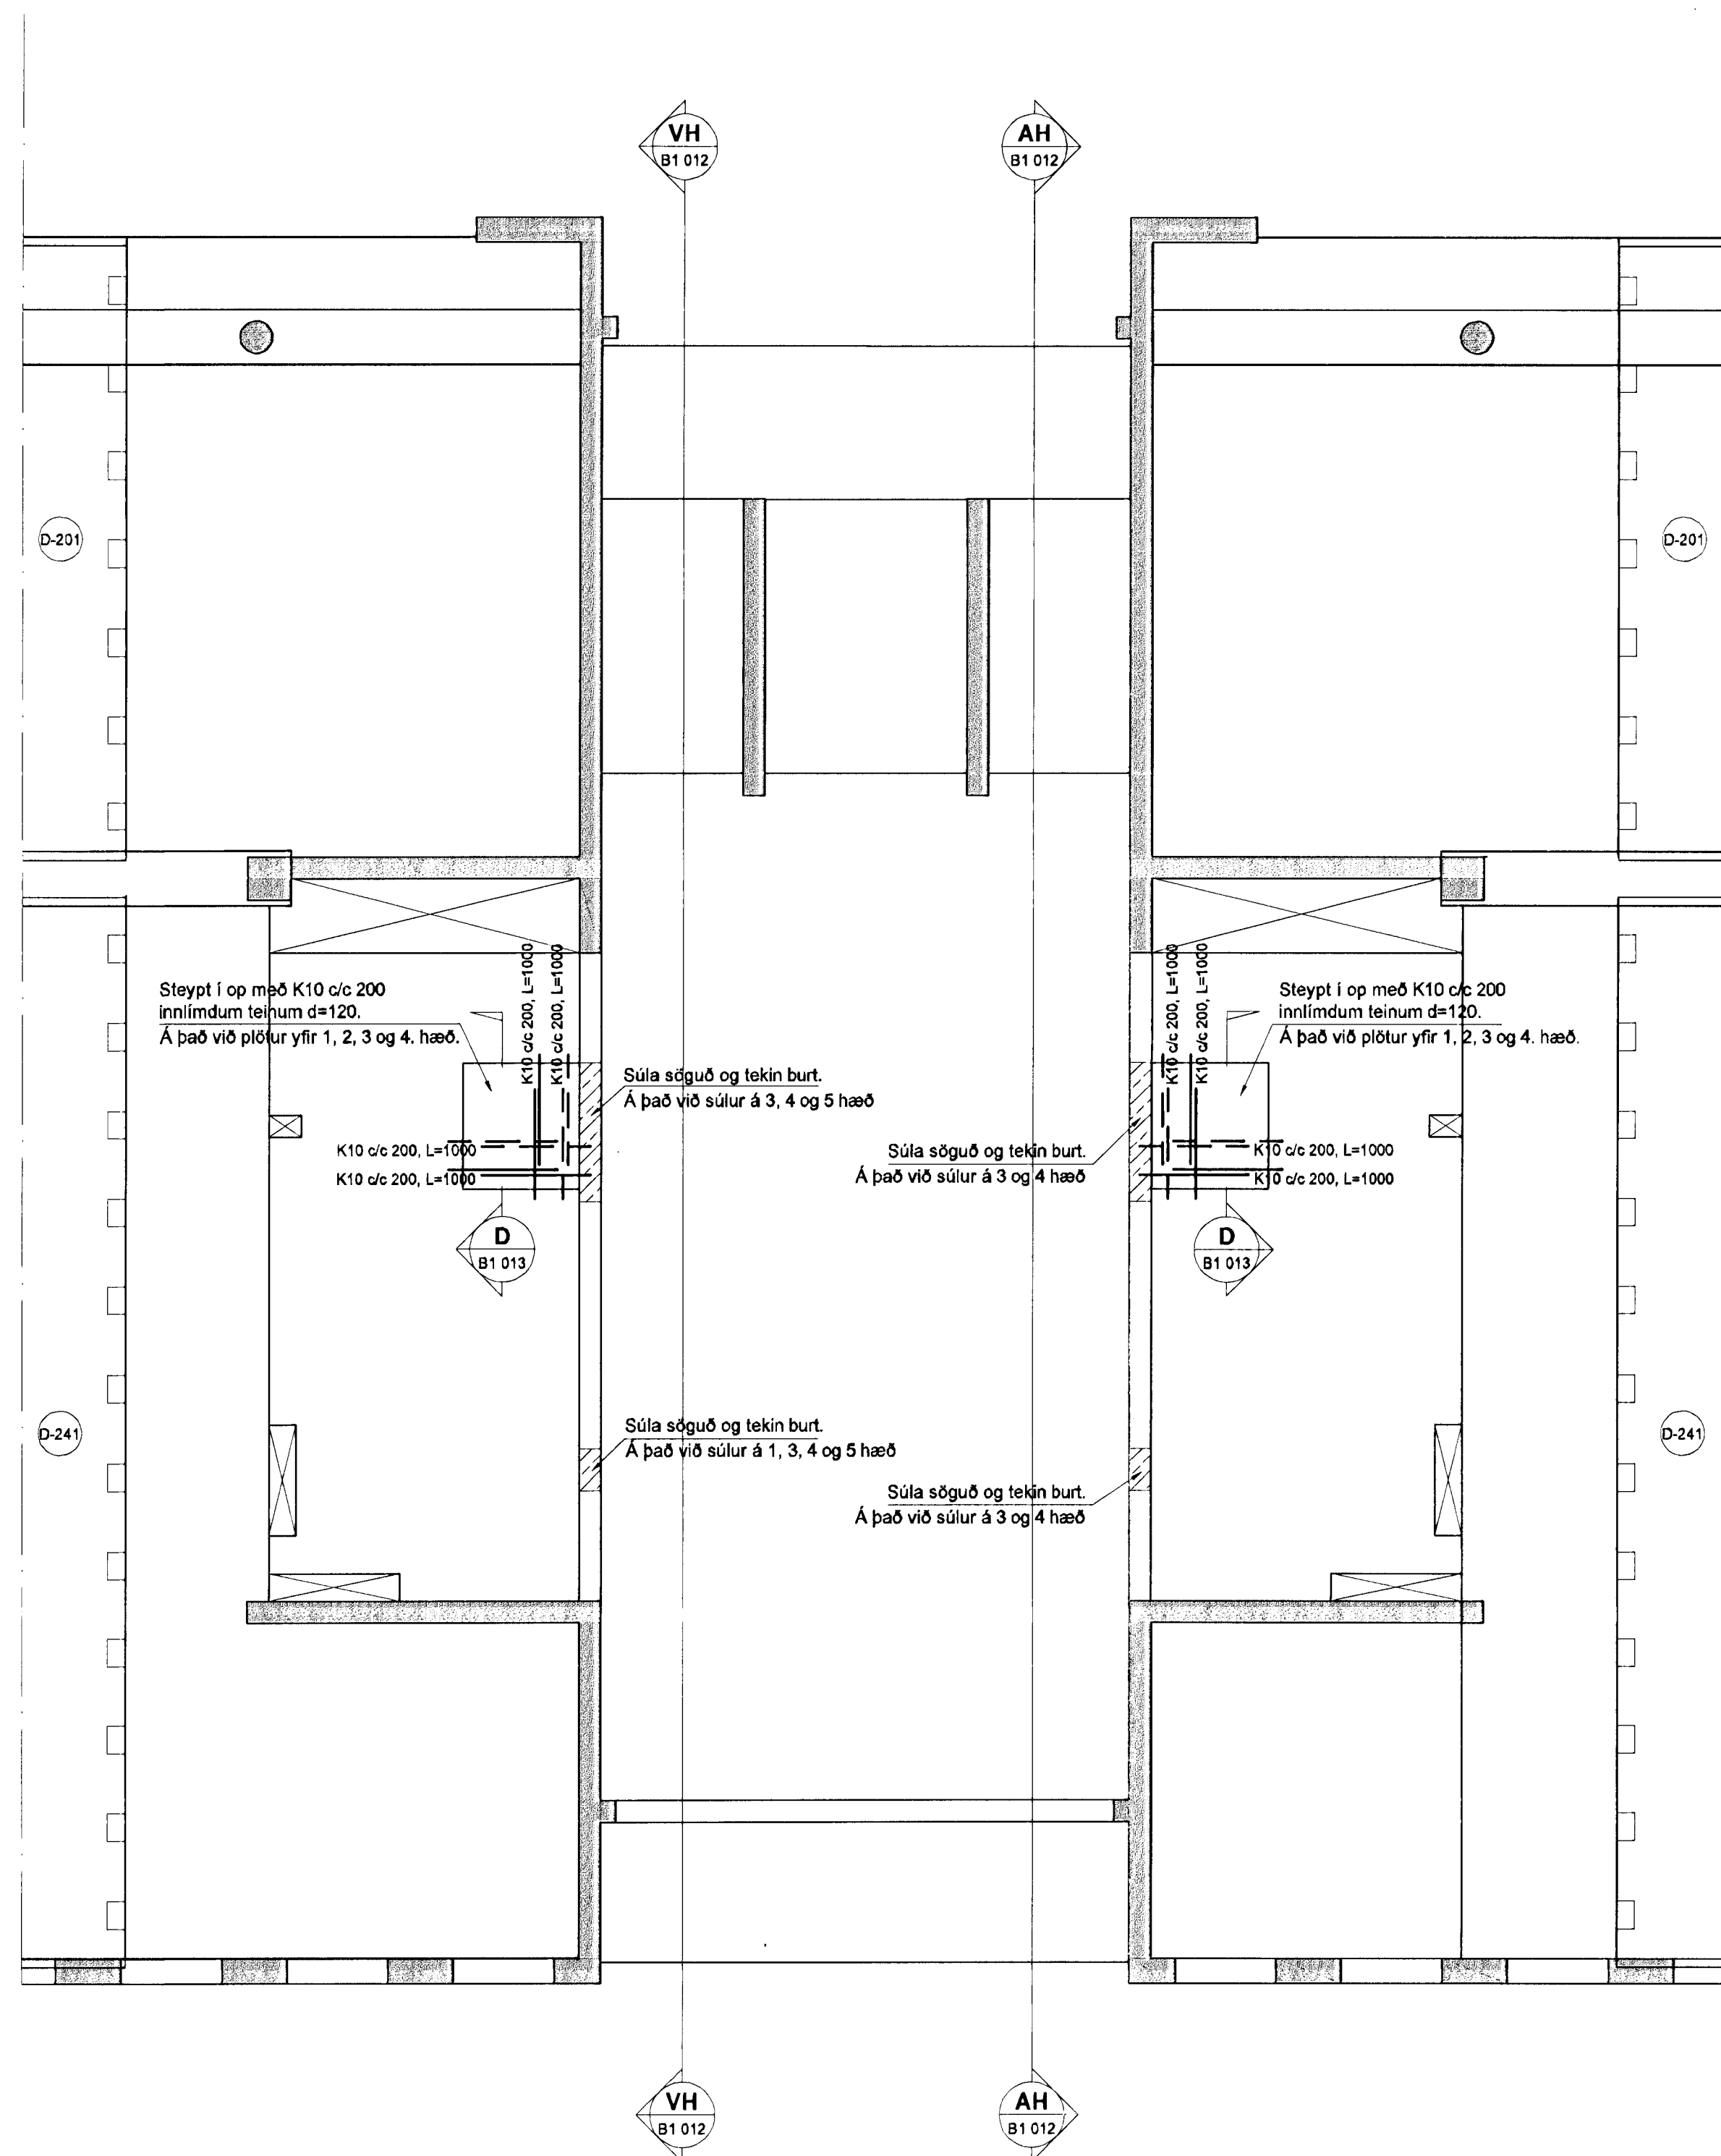 VH
B1 012
AH
B1 012
D-201
D-201
K10 c/c 200, L=1000
K10 c/c 200, L=1000
K10 c/c 200, L=1000
K10 c/c 200, L=1000
Steypt í op með K10 c/c 200
innlímdum teinum d=120.
Á það við plötur yfir 1, 2, 3 og 4. hæð.
Steypt í op með K10 c/c 200
innlímdum teinum d=120.
Á það við plötur yfir 1, 2, 3 og 4. hæð.
Súla söguð og tekin burt.
Á það við súlur á 3, 4 og 5 hæð
Súla söguð og tekin burt.
Á það við súlur á 3 og 4 hæð
K10 c/c 200, L=1000
K10 c/c 200, L=1000
K10 c/c 200, L=1000
K10 c/c 200, L=1000
D
B1 013
D
B1 013
D-241
D-241
Súla söguð og tekin burt.
Á það við súlur á 1, 3, 4 og 5 hæð
Súla söguð og tekin burt.
Á það við súlur á 3 og 4 hæð
VH
B1 012
AH
B1 012